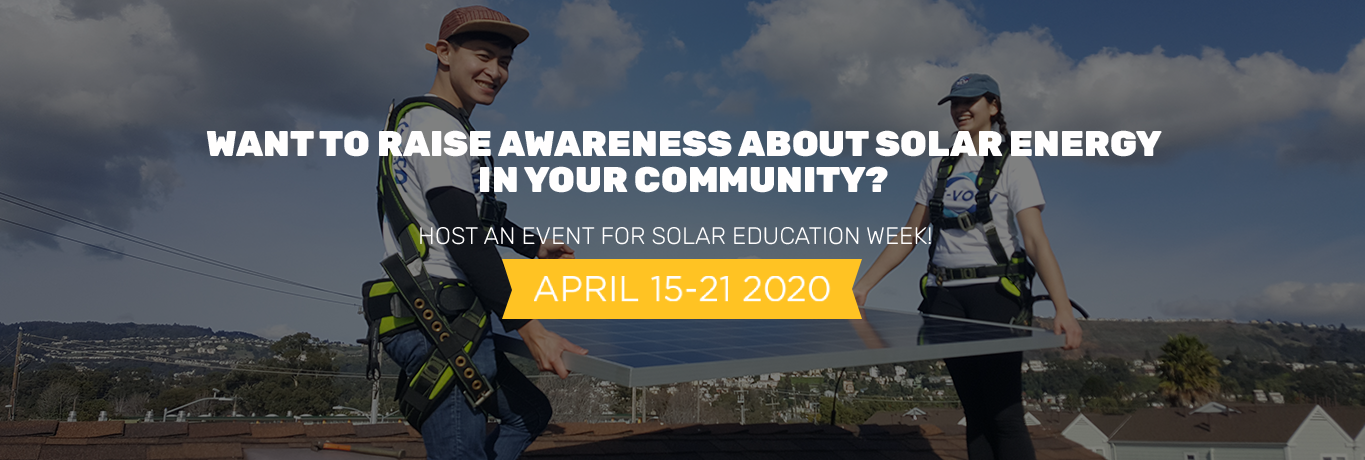 WANT TO RAISE AWARENESS ABOUT SOLAR ENERGY
IN YOUR COMMUNITY?
HOST AN EVENT FOR SOLAR EDUCATION WEEK!
APRIL 15-21 2020